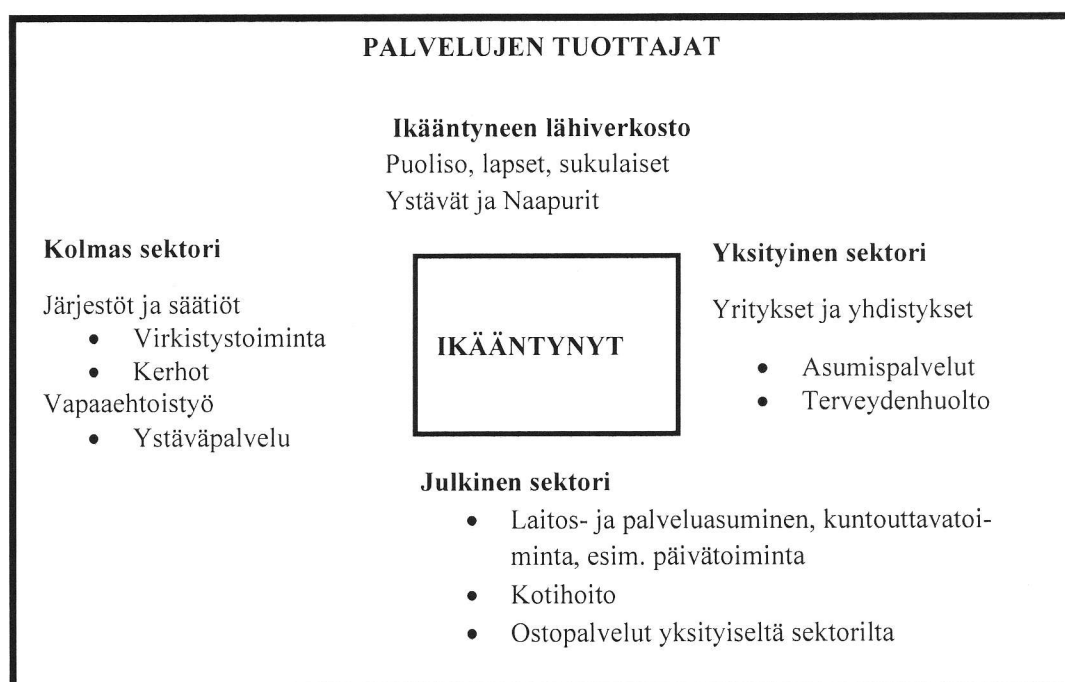 PALVELUJEN TUOTTAJAT
Ikääntyneen lähiverkosto
Puoliso, lapset, sukulaiset
Ystävät ja Naapurit
Kolmas sektori
Järjestöt ja säätiöt
• Virkistystoiminta
• Kerhot
Vapaaehtoistyö
• Ystäväpalvelu
IKÄÄNTYNYT
Yksityinen sektori
Yritykset ja yhdistykset
• Asumispalvelut
• Terveydenhuolto
Julkinen sektori
• Laitos- ja palveluasuminen, kuntouttavatoi-
minta, esim. päivätoiminta
• Kotihoito
• Ostopalvelut yksityiseltä sektorilta